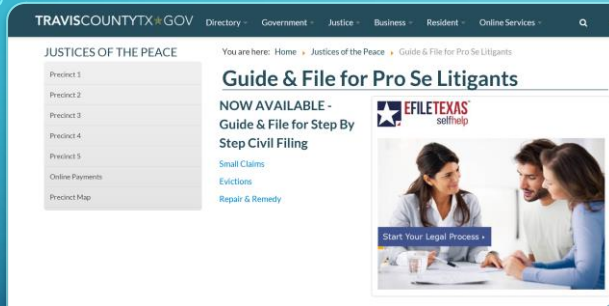 TRAVISCOUNTYTX★GOV Directory Government Justice Business Resident Online Services
JUSTICES OF THE PEACE
Precinct 1
Precinct 2
Precinct 3
Precinct 4
Precinct 5
Online Payments
Precinct Map
You are here: Home Justices of the Peace Guide & File for Pro Se Litigants
Guide & File for Pro Se Litigants
NOW AVAILABLE -
Guide & File for Step By
Step Civil Filing
Small Claims
Evictions
Repair & Remedy
EFILETEXAS
selfhelp
Start Your Legal Process